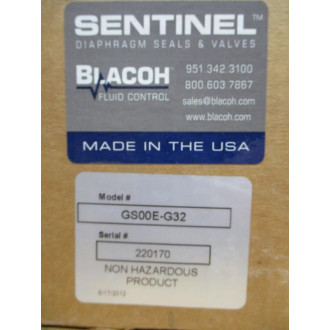 SENTINEL™
DIAPHRAGM SEALS & VALVES
BLACOH™
FLUID CONTROL
951.342.3100
800.603.7867
sales@blacoh.com
www.blacoh.com
MADE IN THE USA
Model #
GS00E-G32
Serial #
220170
NON HAZARDOUS
PRODUCT